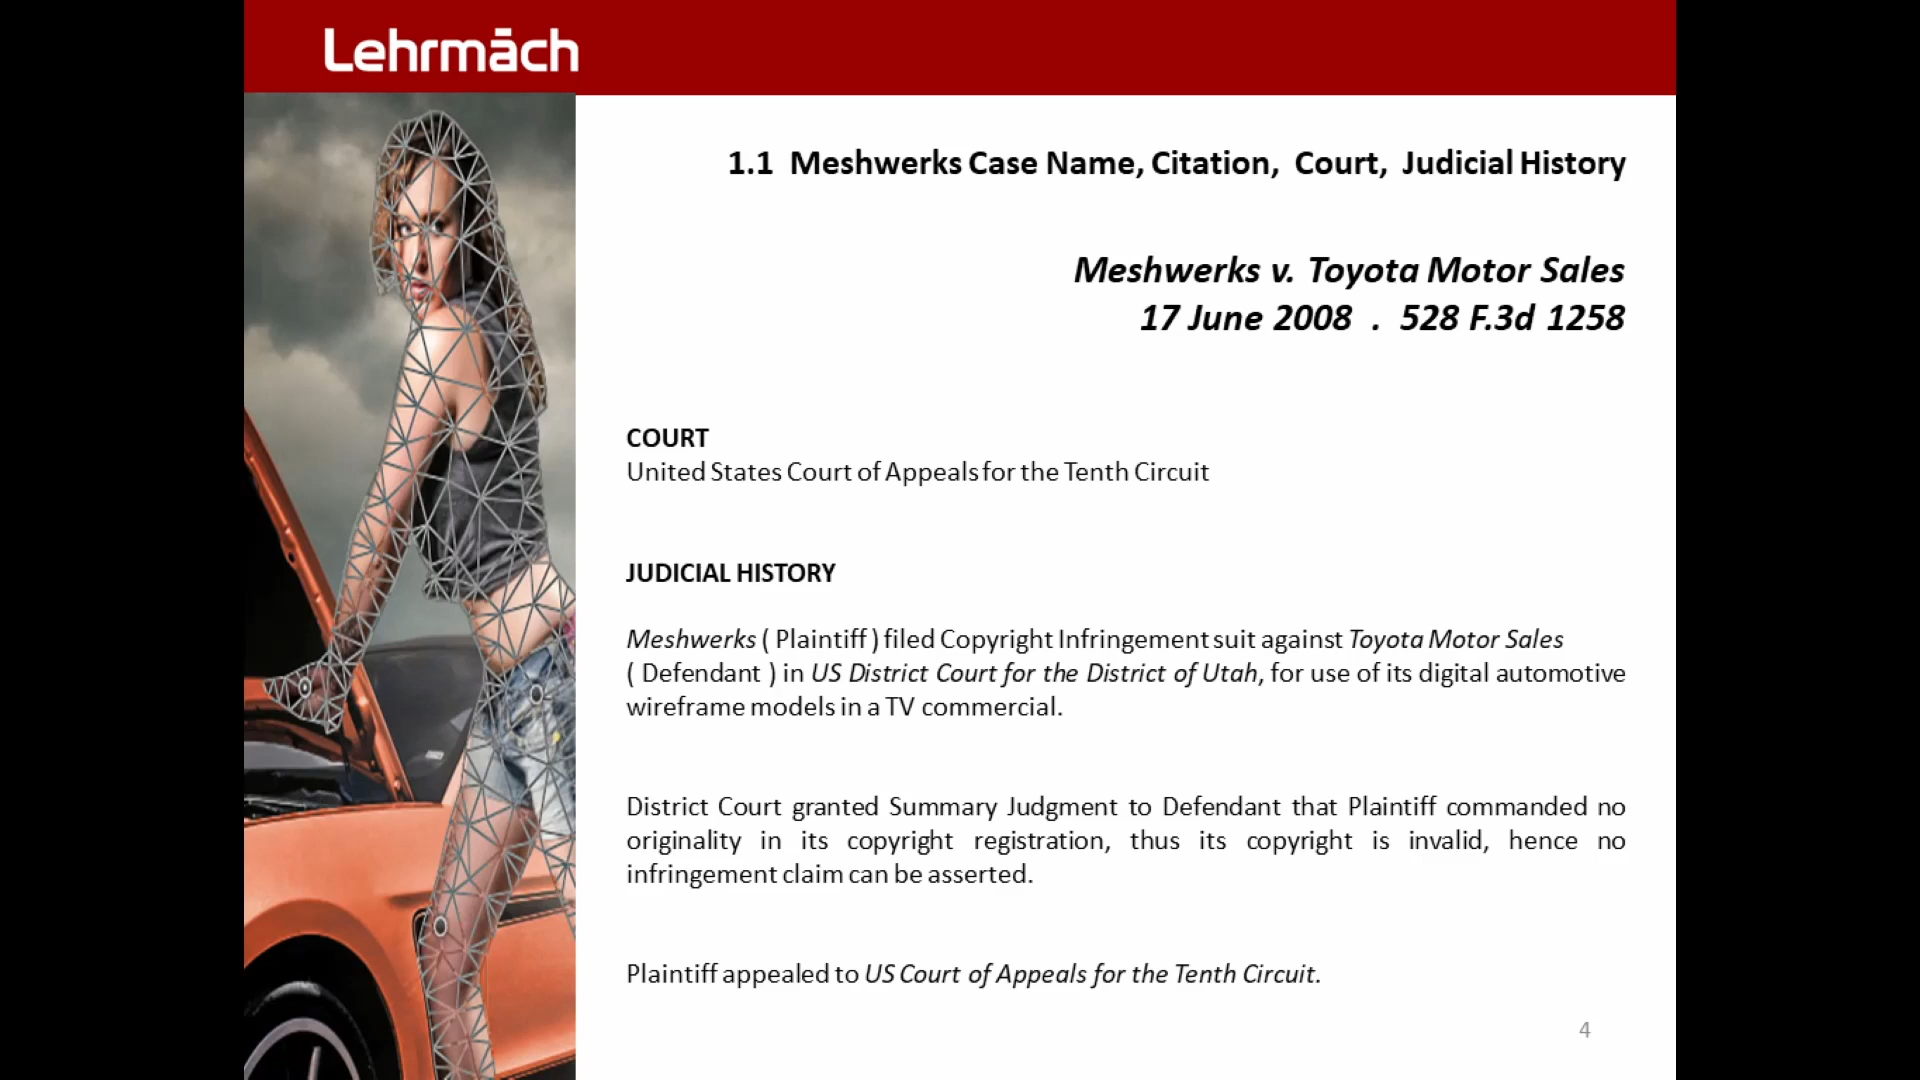 Lehrmāch
1.1 Meshwerks Case Name, Citation, Court, Judicial History
Meshwerks v. Toyota Motor Sales
17 June 2008 . 528 F.3d 1258
COURT
United States Court of Appeals for the Tenth Circuit
JUDICIAL HISTORY
Meshwerks ( Plaintiff ) filed Copyright Infringement suit against Toyota Motor Sales
( Defendant ) in US District Court for the District of Utah, for use of its digital automotive
wireframe models in a TV commercial.
District Court granted Summary Judgment to Defendant that Plaintiff commanded no
originality in its copyright registration, thus its copyright is invalid, hence no
infringement claim can be asserted.
Plaintiff appealed to US Court of Appeals for the Tenth Circuit.
4